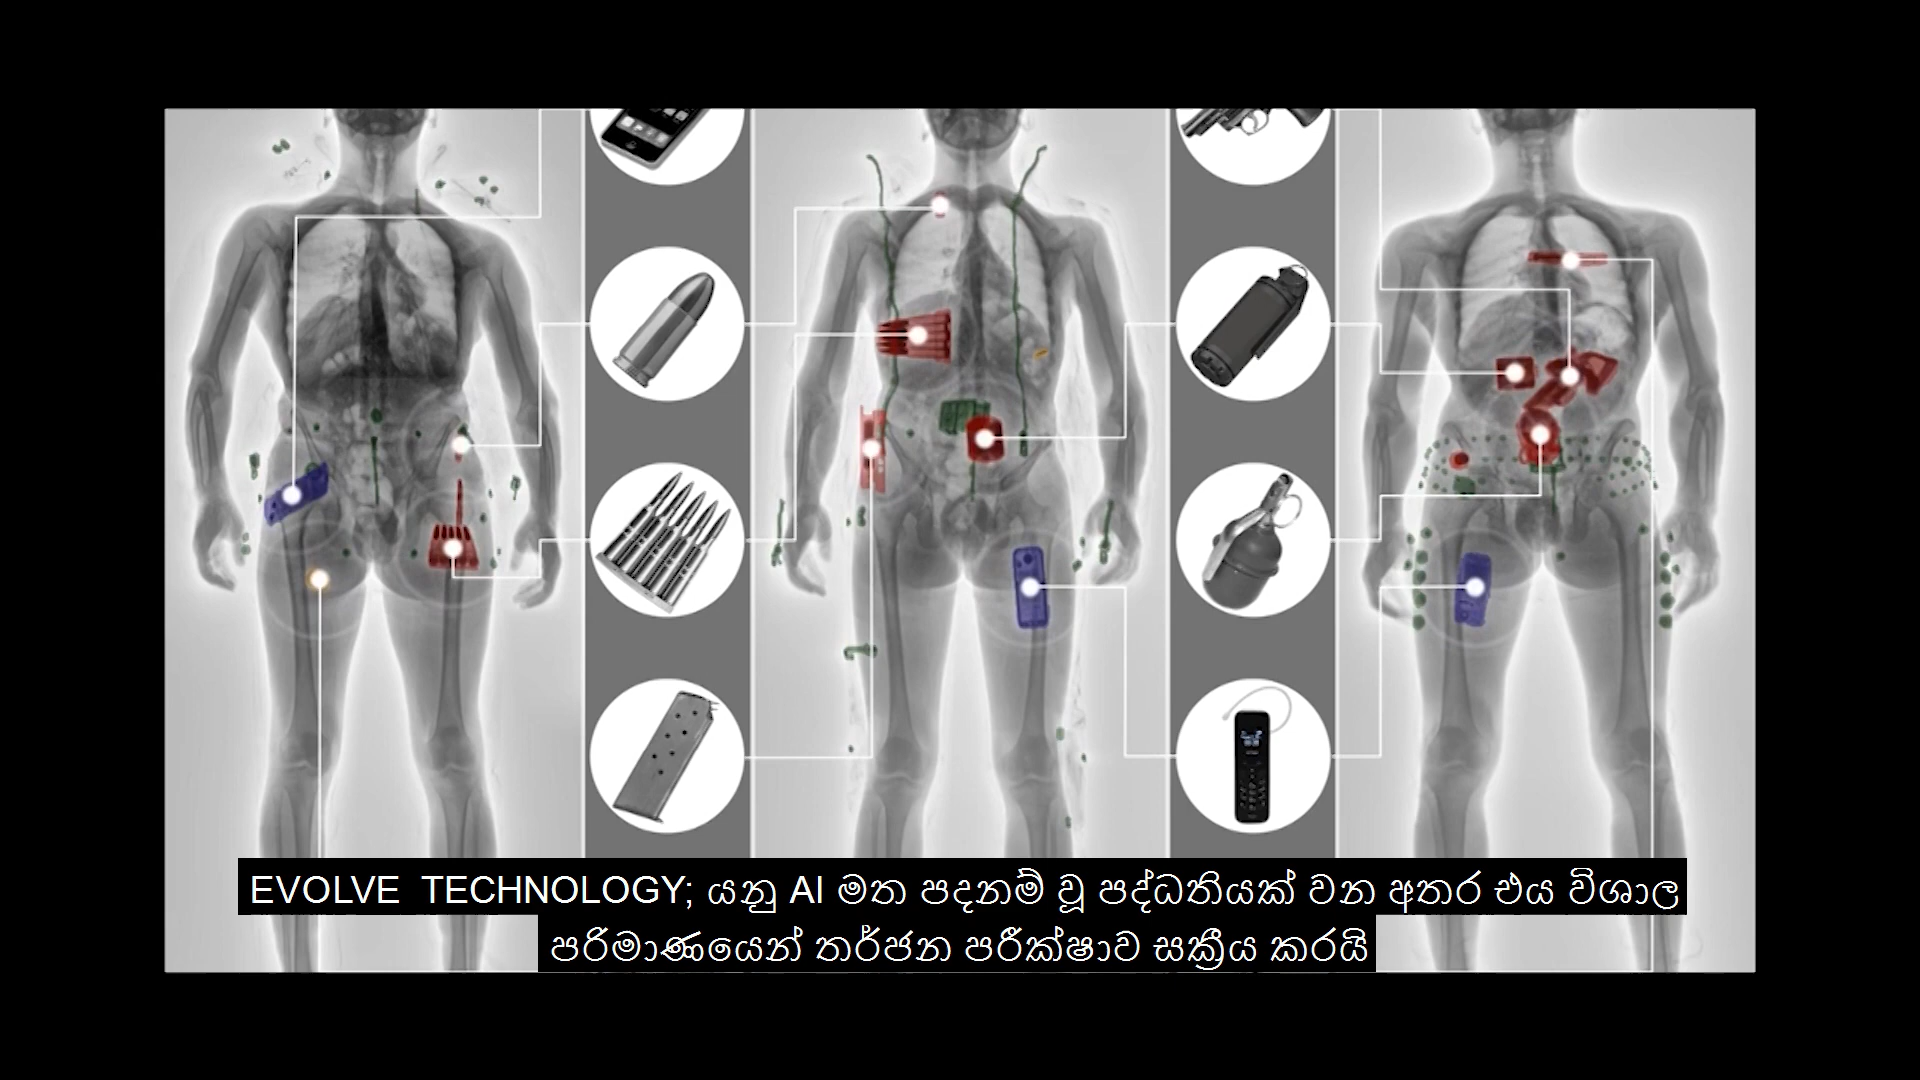 EVOLVE TECHNOLOGY; යනු AI මත පදනම් වූ පද්ධතියක් වන අතර එය විශාල
පරිමාණයෙන් තර්ජන පරීක්ෂාව සක්‍රීය කරයි